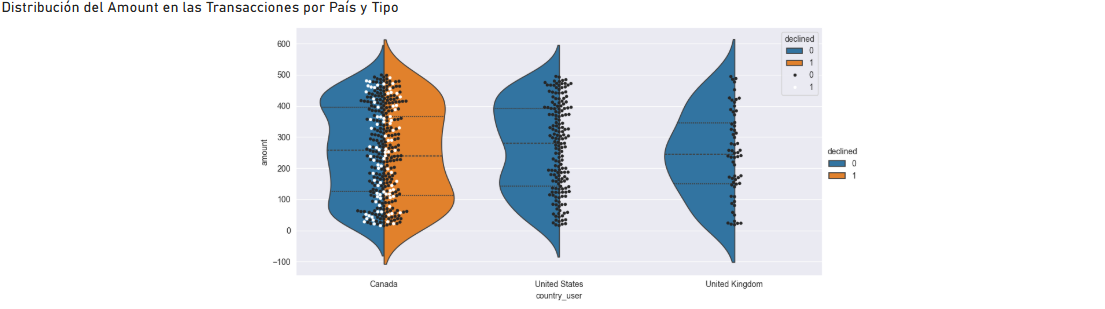 Distribución del Amount en las Transacciones por País y Tipo
600
500
400
300
200
100
0
−100
amount
declined
0
1
0
1
declined
0
1
Canada
United States
United Kingdom
country_user